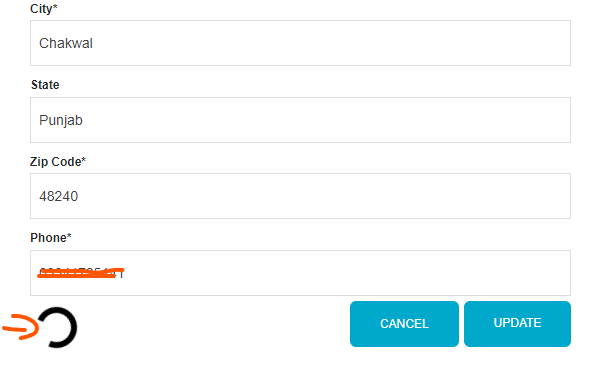 City*
Chakwal
State
Punjab
Zip Code*
48240
Phone*
CANCEL UPDATE